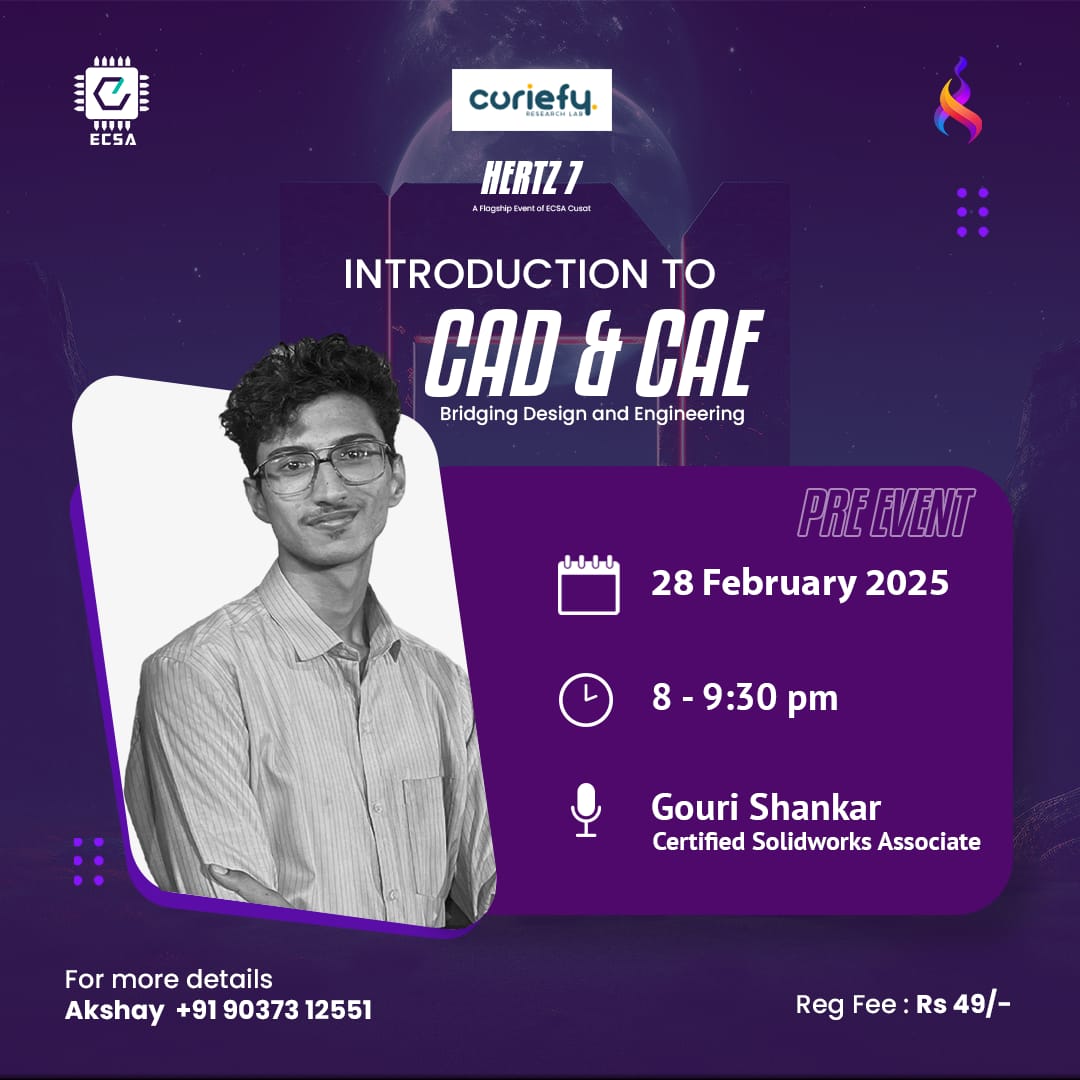 ECSA
curiefy.
RESEARCH LAB
HERTZ 7
A Flagship Event of ECSA Cusat
INTRODUCTION TO
CAD & CAE
Bridging Design and Engineering
PRE EVENT
28 February 2025
8 - 9:30 pm
Gouri Shankar
Certified Solidworks Associate
For more details
Akshay +91 90373 12551
Reg Fee : Rs 49/-